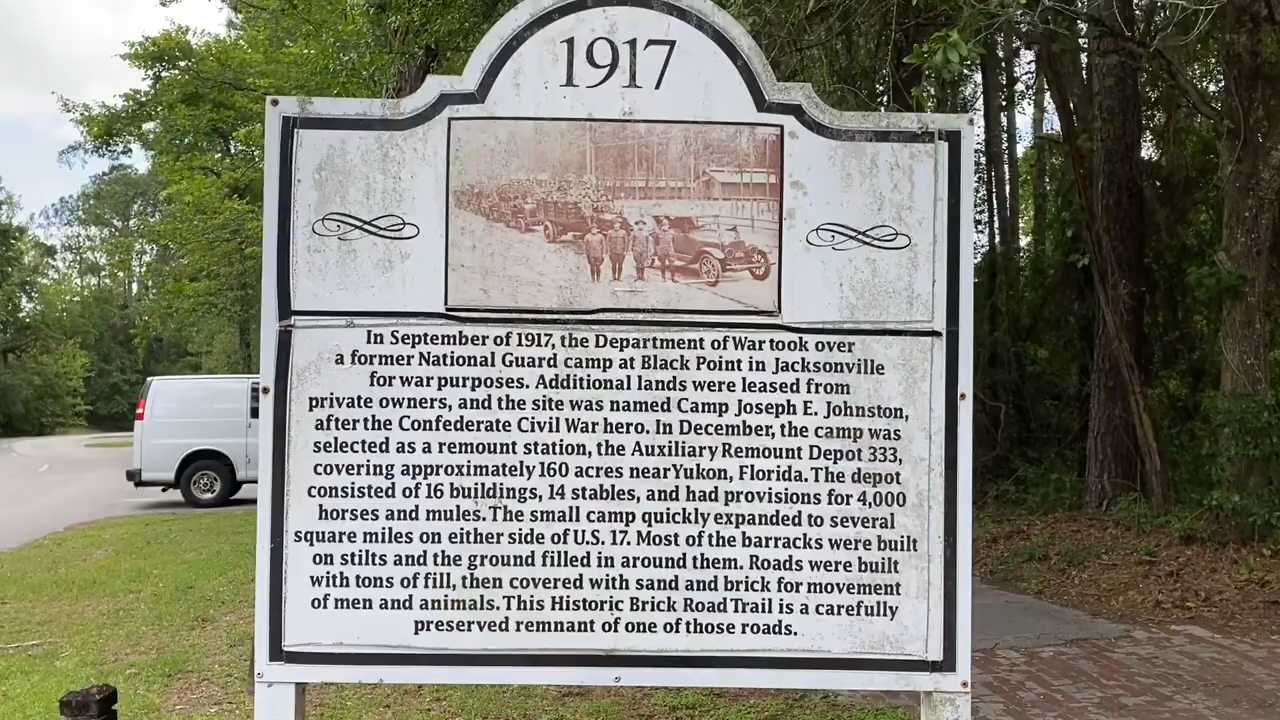 1917
In September of 1917, the Department of War took over
a former National Guard camp at Black Point in Jacksonville
for war purposes. Additional lands were leased from
private owners, and the site was named Camp Joseph E. Johnston,
after the Confederate Civil War hero. In December, the camp was
selected as a remount station, the Auxiliary Remount Depot 333,
covering approximately 160 acres near Yukon, Florida. The depot
consisted of 16 buildings, 14 stables, and had provisions for 4,000
horses and mules. The small camp quickly expanded to several
square miles on either side of U.S. 17. Most of the barracks were built
on stilts and the ground filled in around them. Roads were built
with tons of fill, then covered with sand and brick for movement
of men and animals. This Historic Brick Road Trail is a carefully
preserved remnant of one of those roads.